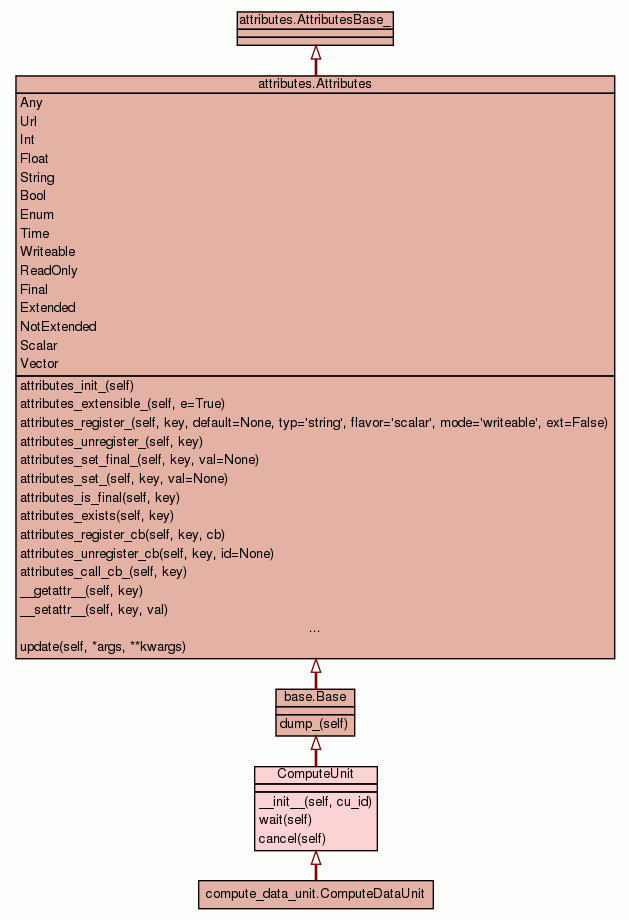 attributes.AttributesBase_
attributes.Attributes
Any
Url
Int
Float
String
Bool
Enum
Time
Writeable
ReadOnly
Final
Extended
NotExtended
Scalar
Vector
attributes_init_(self)
attributes_extensible_(self, e=True)
attributes_register_(self, key, default=None, typ='string', flavor='scalar', mode='writeable', ext=False)
attributes_unregister_(self, key)
attributes_set_final_(self, key, val=None)
attributes_set_(self, key, val=None)
attributes_is_final(self, key)
attributes_exists(self, key)
attributes_register_cb(self, key, cb)
attributes_unregister_cb(self, key, id=None)
attributes_call_cb_(self, key)
__getattr__(self, key)
__setattr__(self, key, val)
...
update(self, *args, **kwargs)
base.Base
dump_(self)
ComputeUnit
__init__(self, cu_id)
wait(self)
cancel(self)
compute_data_unit.ComputeDataUnit